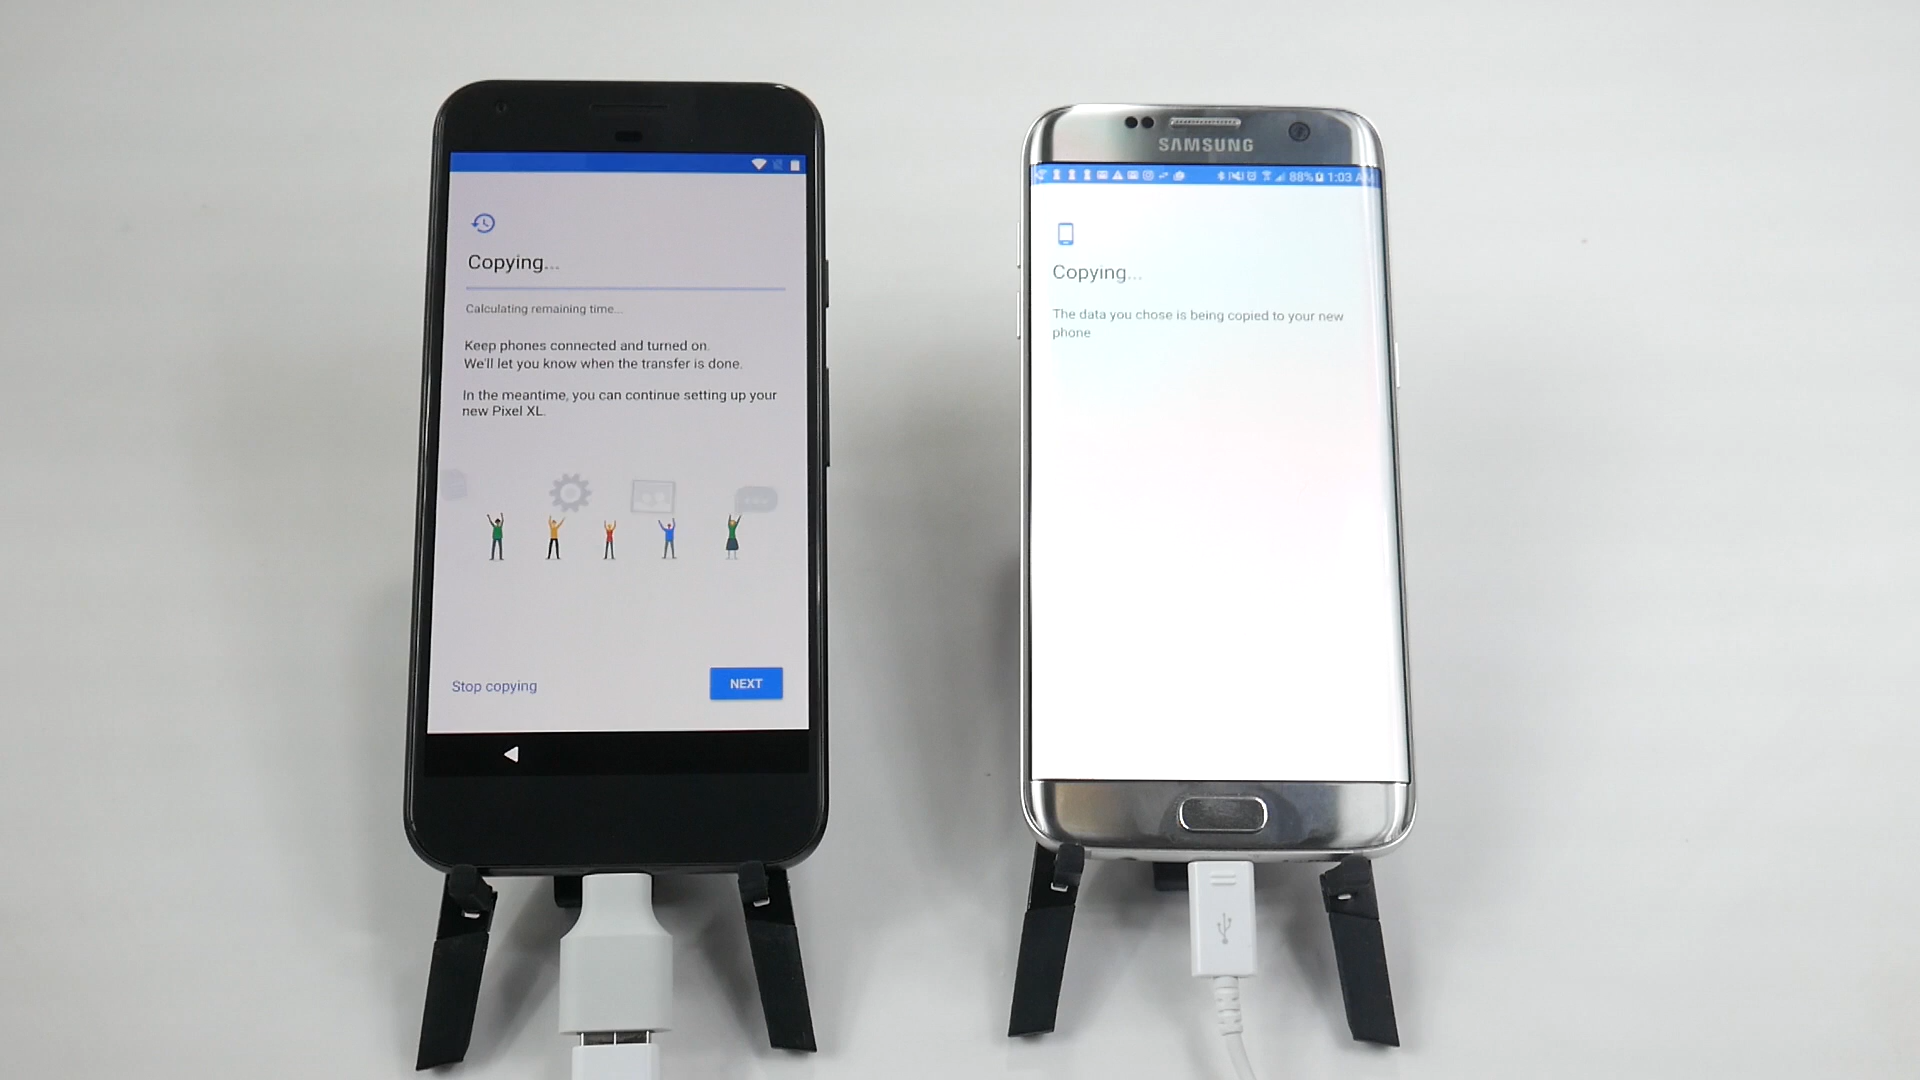 Copying...
Calculating remaining time...
Keep phones connected and turned on.
We'll let you know when the transfer is done.
In the meantime, you can continue setting up your
new Pixel XL.
Stop copying
NEXT
SAMSUNG
88% 1:03 AM
Copying...
The data you chose is being copied to your new
phone